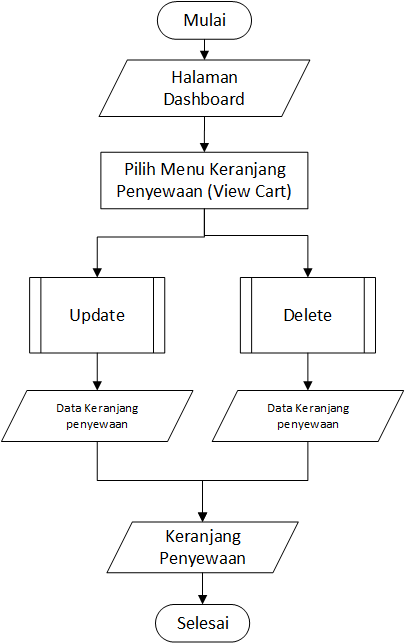 Mulai
Halaman
Dashboard
Pilih Menu Keranjang
Penyewaan (View Cart)
Update
Delete
Data Keranjang
penyewaan
Data Keranjang
penyewaan
Keranjang
Penyewaan
Selesai